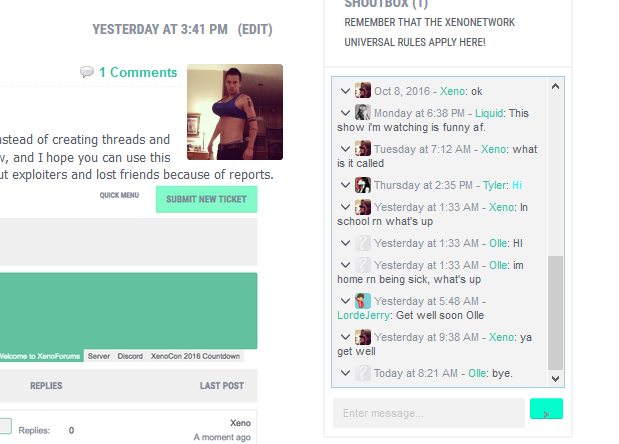 YESTERDAY AT 3:41 PM (EDIT)
1 Comments
nstead of creating threads and
w, and I hope you can use this
ut exploiters and lost friends because of reports.
QUICK MENU
SUBMIT NEW TICKET
Welcome to XenoForums Server Discord XenoCon 2016 Countdown
REPLIES LAST POST
Replies: 0
Xeno
A moment ago
SHOUTBOX (1)
REMEMBER THAT THE XENONETWORK
UNIVERSAL RULES APPLY HERE!
Oct 8, 2016 - Xeno: ok
Monday at 6:38 PM - Liquid: This
show i'm watching is funny af.
Tuesday at 7:12 AM - Xeno: what
is it called
Thursday at 2:35 PM - Tyler: Hi
Yesterday at 1:33 AM - Xeno: In
school rn what's up
Yesterday at 1:33 AM - Olle: HI
Yesterday at 1:33 AM - Olle: im
home rn being sick, what's up
Yesterday at 5:48 AM -
LordeJerry: Get well soon Olle
Yesterday at 9:38 AM - Xeno: ya
get well
Today at 8:21 AM - Olle: bye.
Enter message...
>